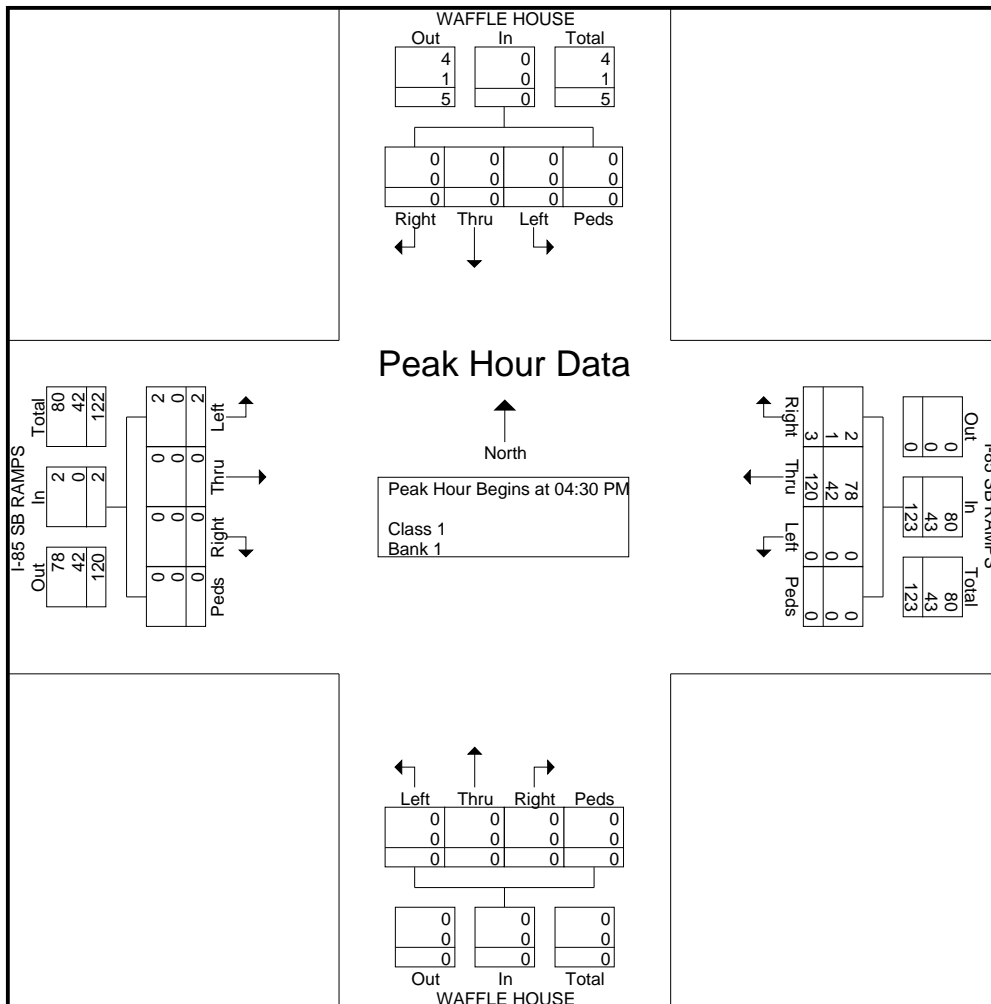 WAFFLE HOUSE
Out In Total
4 0 4
1 0 1
5 0 5
0 0 0 0
0 0 0 0
0 0 0 0
Right Thru Left Peds
Peak Hour Data
North
Peak Hour Begins at 04:30 PM
Class 1
Bank 1
I-85 SB RAMPS
Total In Out
80 2 78
42 0 42
122 2 120
2 0 0 0
0 0 0 0
2 0 0 0
Left Thru Right Peds
I-85 SB RAMPS
Out In Total
0 80 80
0 43 43
0 123 123
2 78 0 0
1 42 0 0
3 120 0 0
Right Thru Left Peds
Left Thru Right Peds
0 0 0 0
0 0 0 0
0 0 0 0
0 0 0
0 0 0
0 0 0
Out In Total
WAFFLE HOUSE